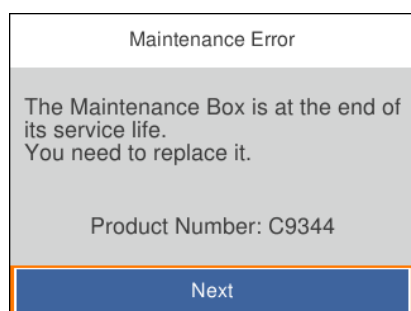 Maintenance Error
The Maintenance Box is at the end of
its service life.
You need to replace it.
Product Number: C9344
Next